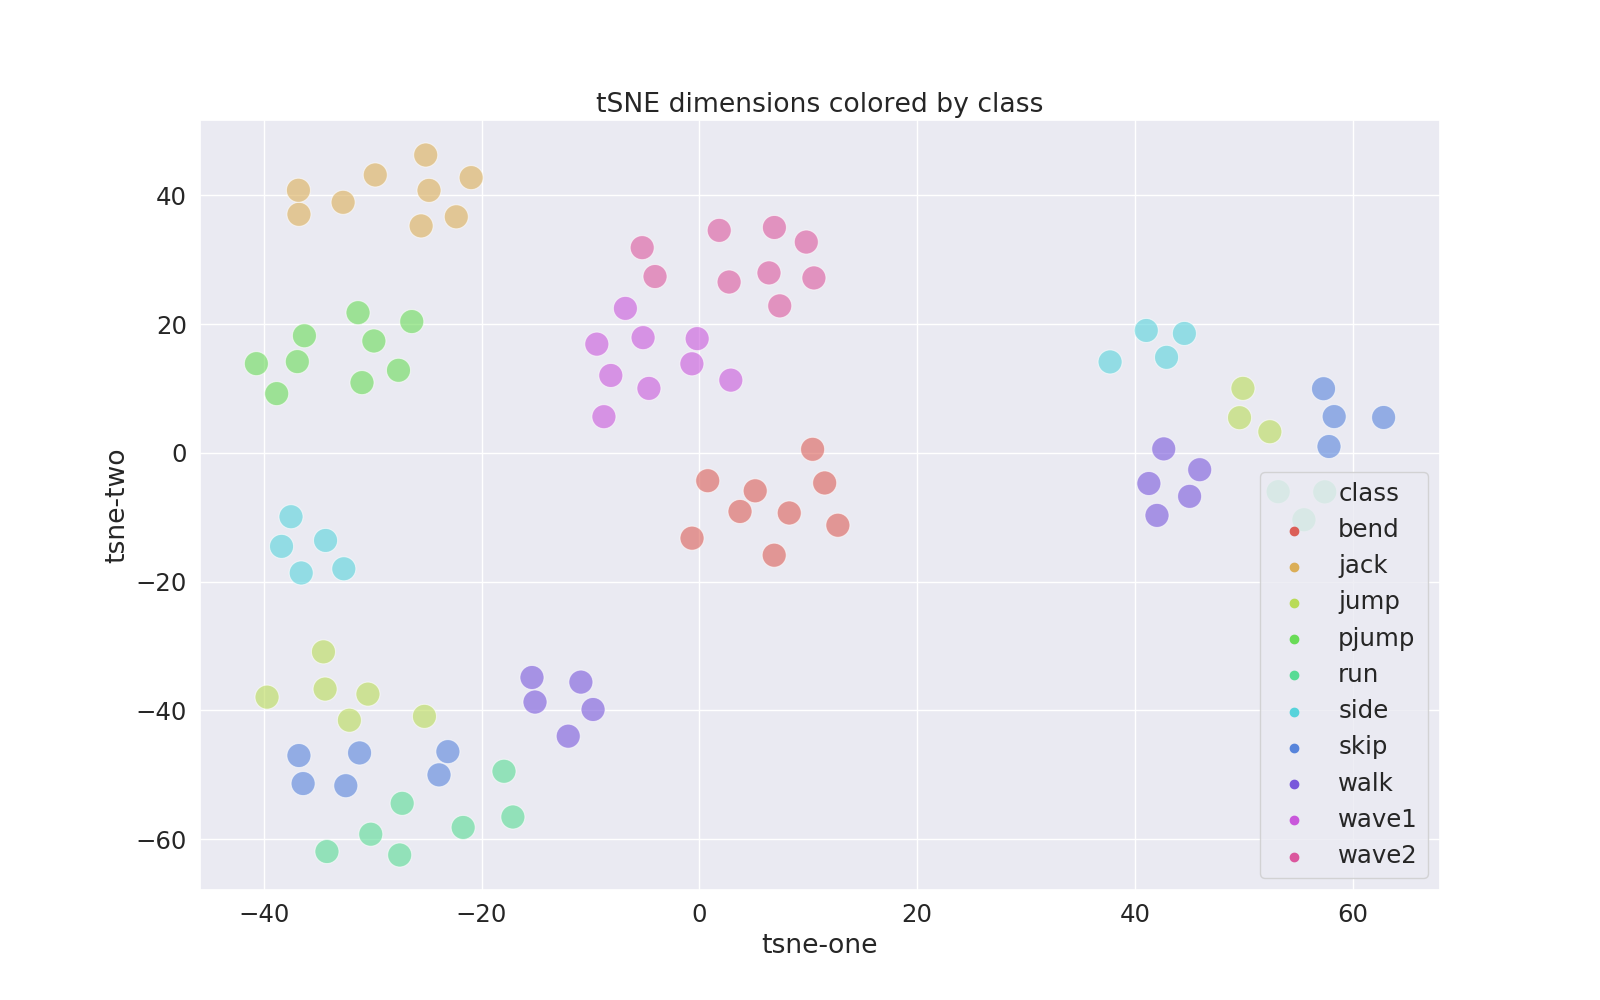 tSNE dimensions colored by class
40
20
0
−20
−40
−60
tsne-two
−40
−20
0
20
40
60
tsne-one
class
bend
jack
jump
pjump
run
side
skip
walk
wave1
wave2